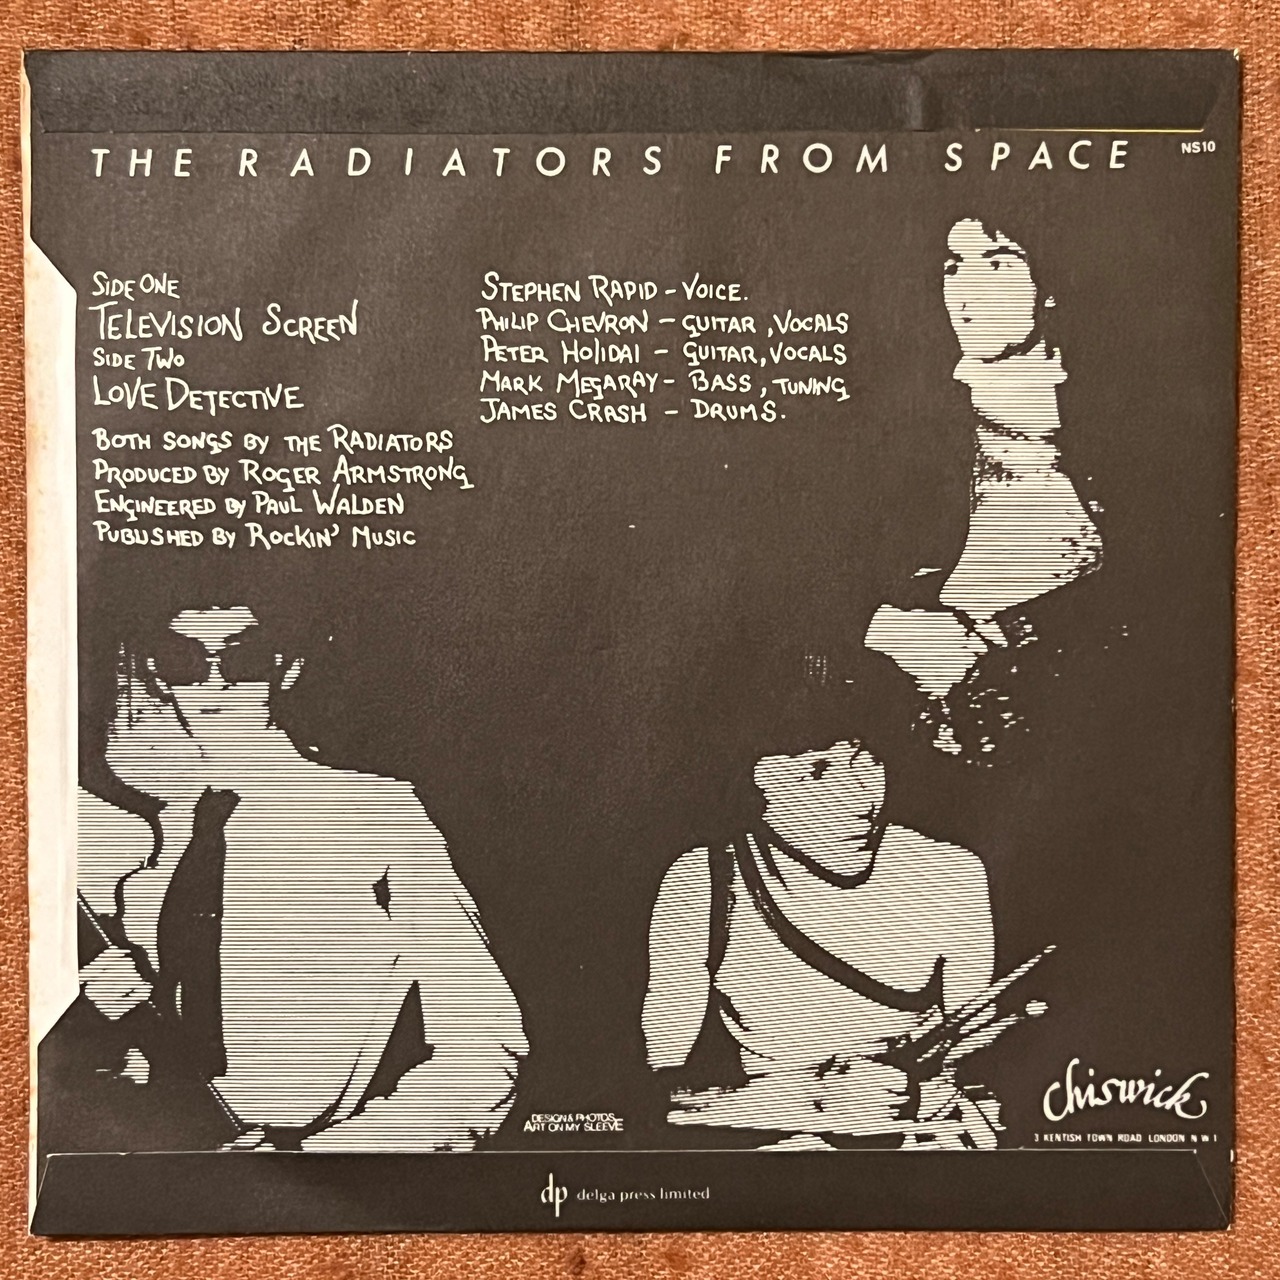 THE RADIATORS FROM SPACE
NS10
SIDE ONE
TELEVISION SCREEN
SIDE TWO
LOVE DETECTIVE
BOTH SONGS BY THE RADIATORS
PRODUCED BY ROGER ARMSTRONG
ENGINEERED BY PAUL WALDEN
PUBLISHED BY ROCKIN' MUSIC
STEPHEN RAPID - VOICE.
PHILIP CHEVRON - GUITAR, VOCALS
PETER HOLIDAI - GUITAR, VOCALS
MARK MEGARAY - BASS, TUNING
JAMES CRASH - DRUMS.
DESIGN & PHOTOS
ART ON MY SLEEVE
chiswick
3 KENTISH TOWN ROAD LONDON N W 1
dp delga press limited